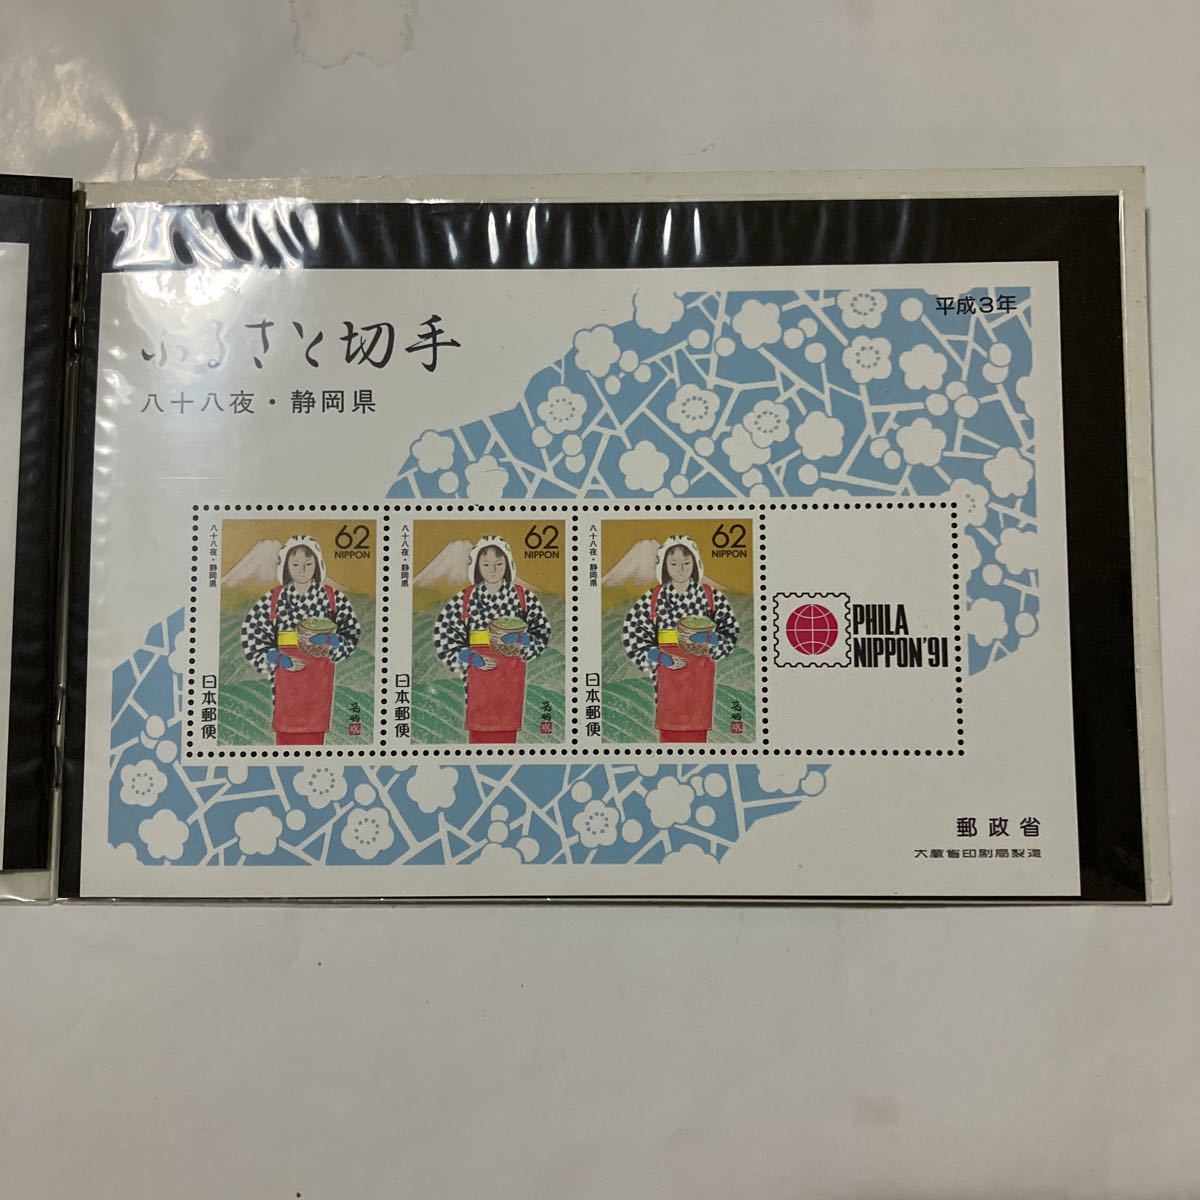 平成3年
ふるさと切手
八十八夜・静岡県
62
NIPPON
八十八夜・静岡県
日本郵便
62
NIPPON
八十八夜・静岡県
日本郵便
62
NIPPON
八十八夜・静岡県
日本郵便
PHILA
NIPPON'91
郵政省
大蔵省印刷局製造